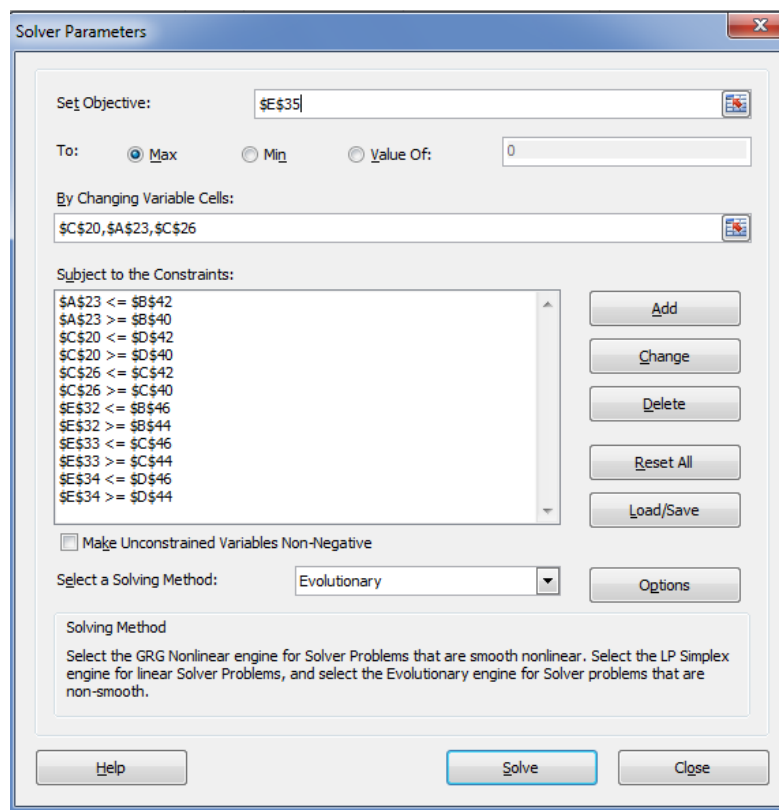 Solver Parameters
Set Objective: $E$35
To: Max Min Value Of: 0
By Changing Variable Cells:
$C$20,$A$23,$C$26
Subject to the Constraints:
$A$23 <= $B$42
$A$23 >= $B$40
$C$20 <= $D$42
$C$20 >= $D$40
$C$26 <= $C$42
$C$26 >= $C$40
$E$32 <= $B$46
$E$32 >= $B$44
$E$33 <= $C$46
$E$33 >= $C$44
$E$34 <= $D$46
$E$34 >= $D$44
Add
Change
Delete
Reset All
Load/Save
Make Unconstrained Variables Non-Negative
Select a Solving Method: Evolutionary Options
Solving Method
Select the GRG Nonlinear engine for Solver Problems that are smooth nonlinear. Select the LP Simplex
engine for linear Solver Problems, and select the Evolutionary engine for Solver problems that are
non-smooth.
Help Solve Close